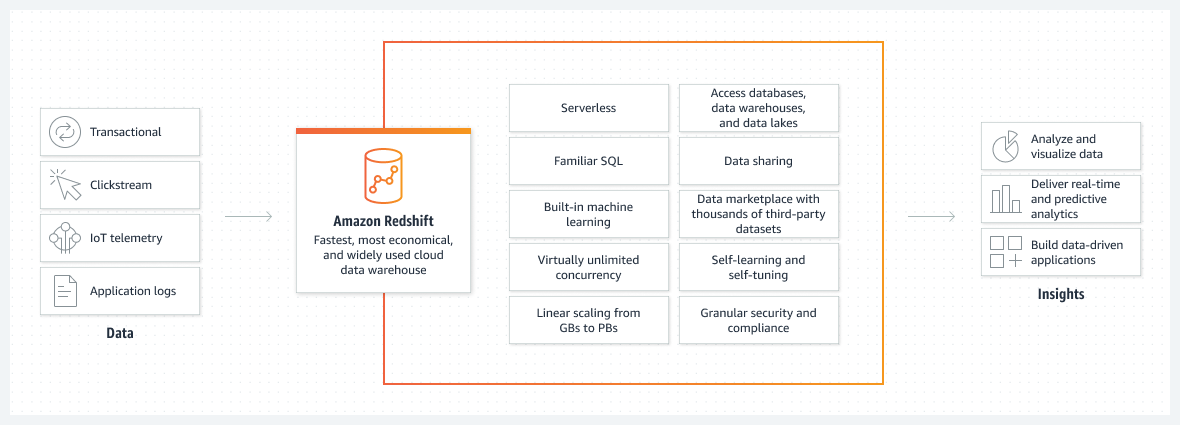 Transactional
Clickstream
IoT telemetry
Application logs
Data
Amazon Redshift
Fastest, most economical,
and widely used cloud
data warehouse
Serverless
Access databases,
data warehouses,
and data lakes
Familiar SQL
Data sharing
Built-in machine
learning
Data marketplace with
thousands of third-party
datasets
Virtually unlimited
concurrency
Self-learning and
self-tuning
Linear scaling from
GBs to PBs
Granular security and
compliance
Analyze and
visualize data
Deliver real-time
and predictive
analytics
Build data-driven
applications
Insights